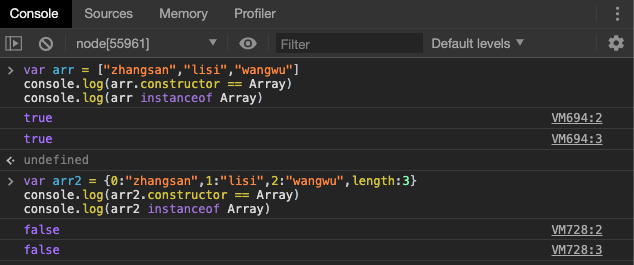 Console Sources Memory Profiler
node[55961] Filter Default levels
var arr = ["zhangsan","lisi","wangwu"]
console.log(arr.constructor == Array)
console.log(arr instanceof Array)
true VM694:2
true VM694:3
undefined
var arr2 = {0:"zhangsan",1:"lisi",2:"wangwu",length:3}
console.log(arr2.constructor == Array)
console.log(arr2 instanceof Array)
false VM728:2
false VM728:3